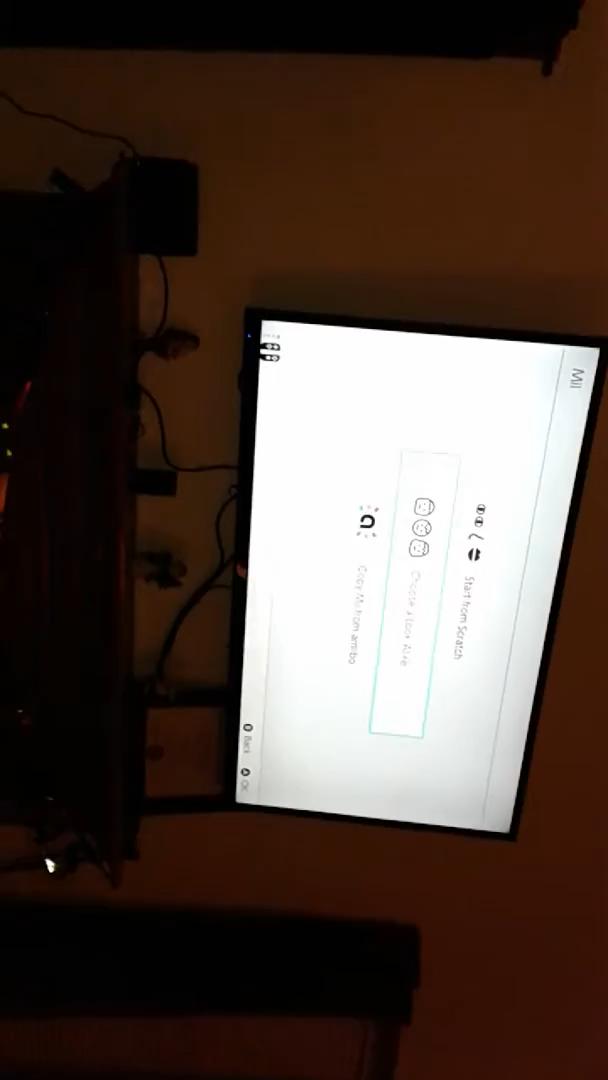 Mii
Start from Scratch
Choose a Look-Alike
Copy Mii from amiibo
Back
OK